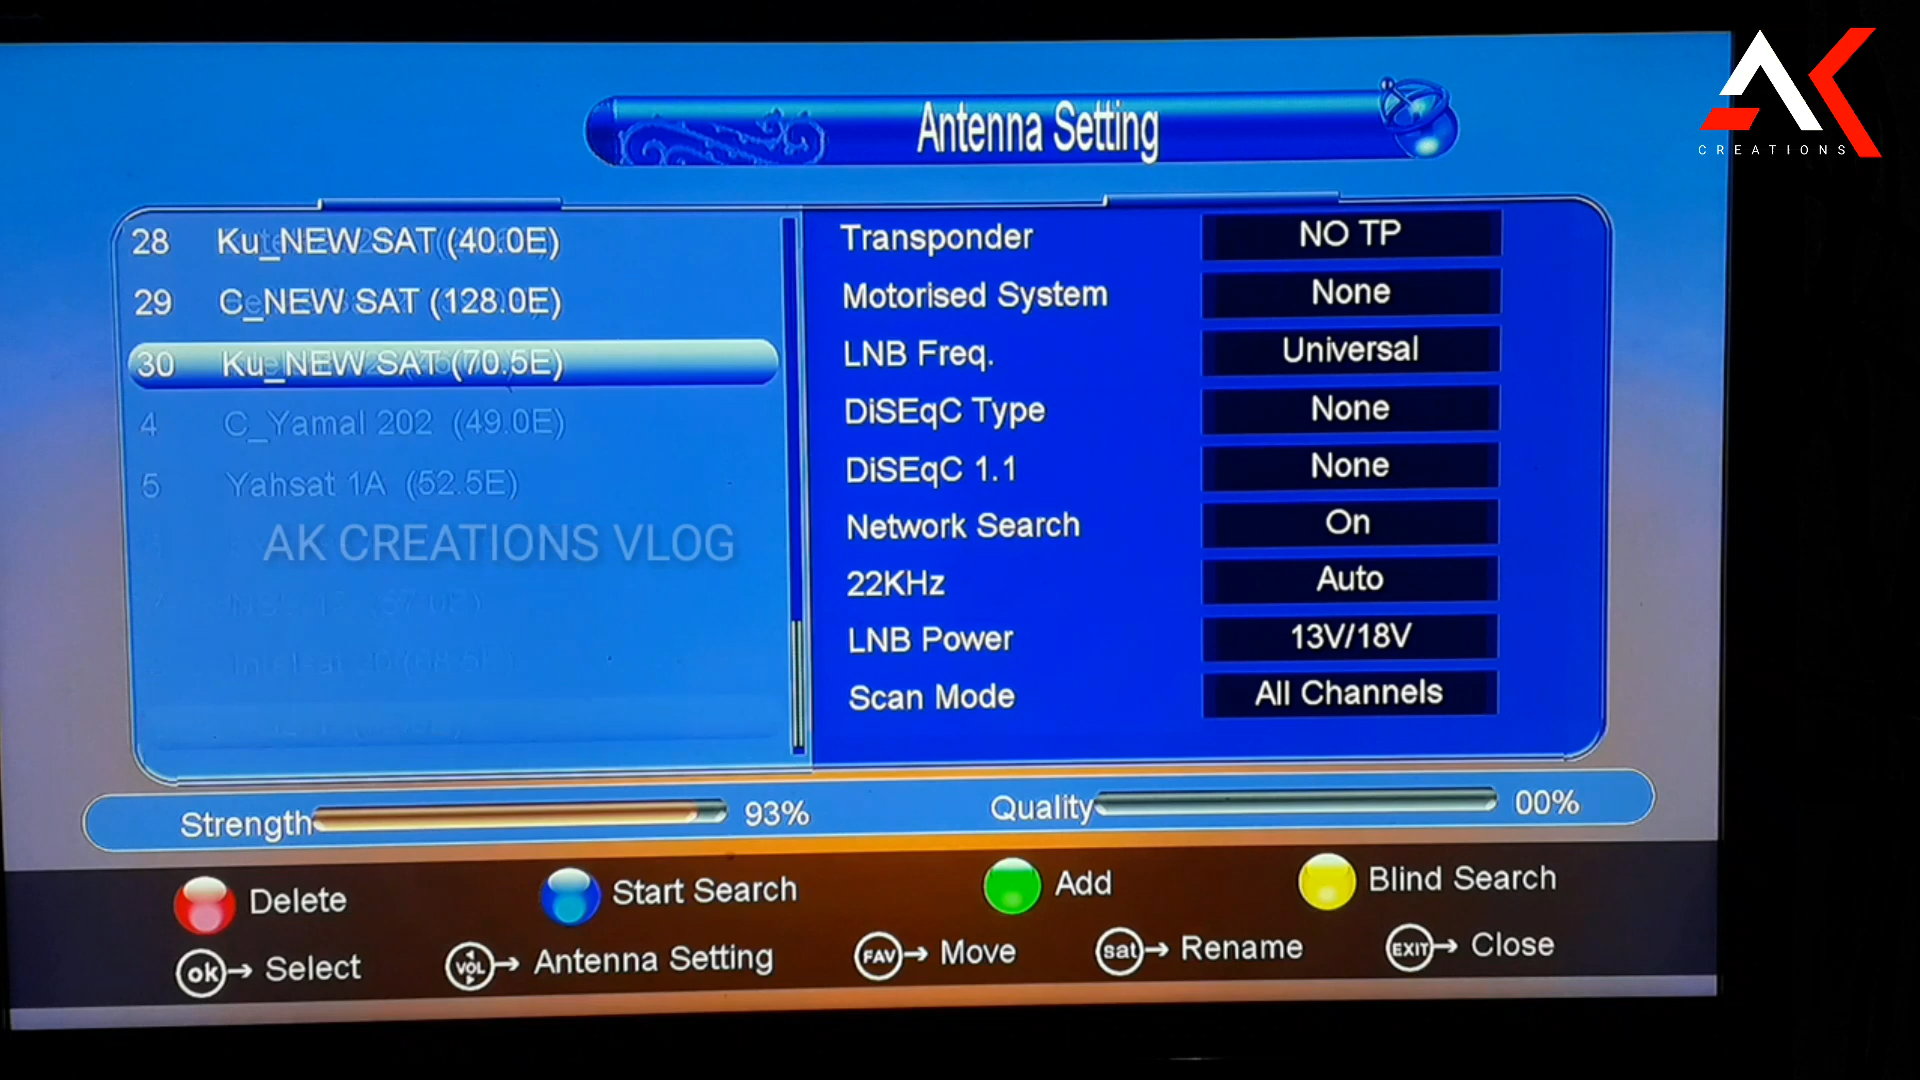 AK
CREATIONS
Antenna Setting
28 Ku_NEW SAT (40.0E)
29 C_NEW SAT (128.0E)
30 Ku_NEW SAT (70.5E)
4 C_Yamal 202 (49.0E)
5 Yahsat 1A (52.5E)
AK CREATIONS VLOG
Transponder NO TP
Motorised System None
LNB Freq. Universal
DiSEqC Type None
DiSEqC 1.1 None
Network Search On
22KHz Auto
LNB Power 13V/18V
Scan Mode All Channels
Strength 93% Quality 00%
Delete Start Search Add Blind Search
ok → Select VOL → Antenna Setting FAV → Move sat → Rename EXIT → Close